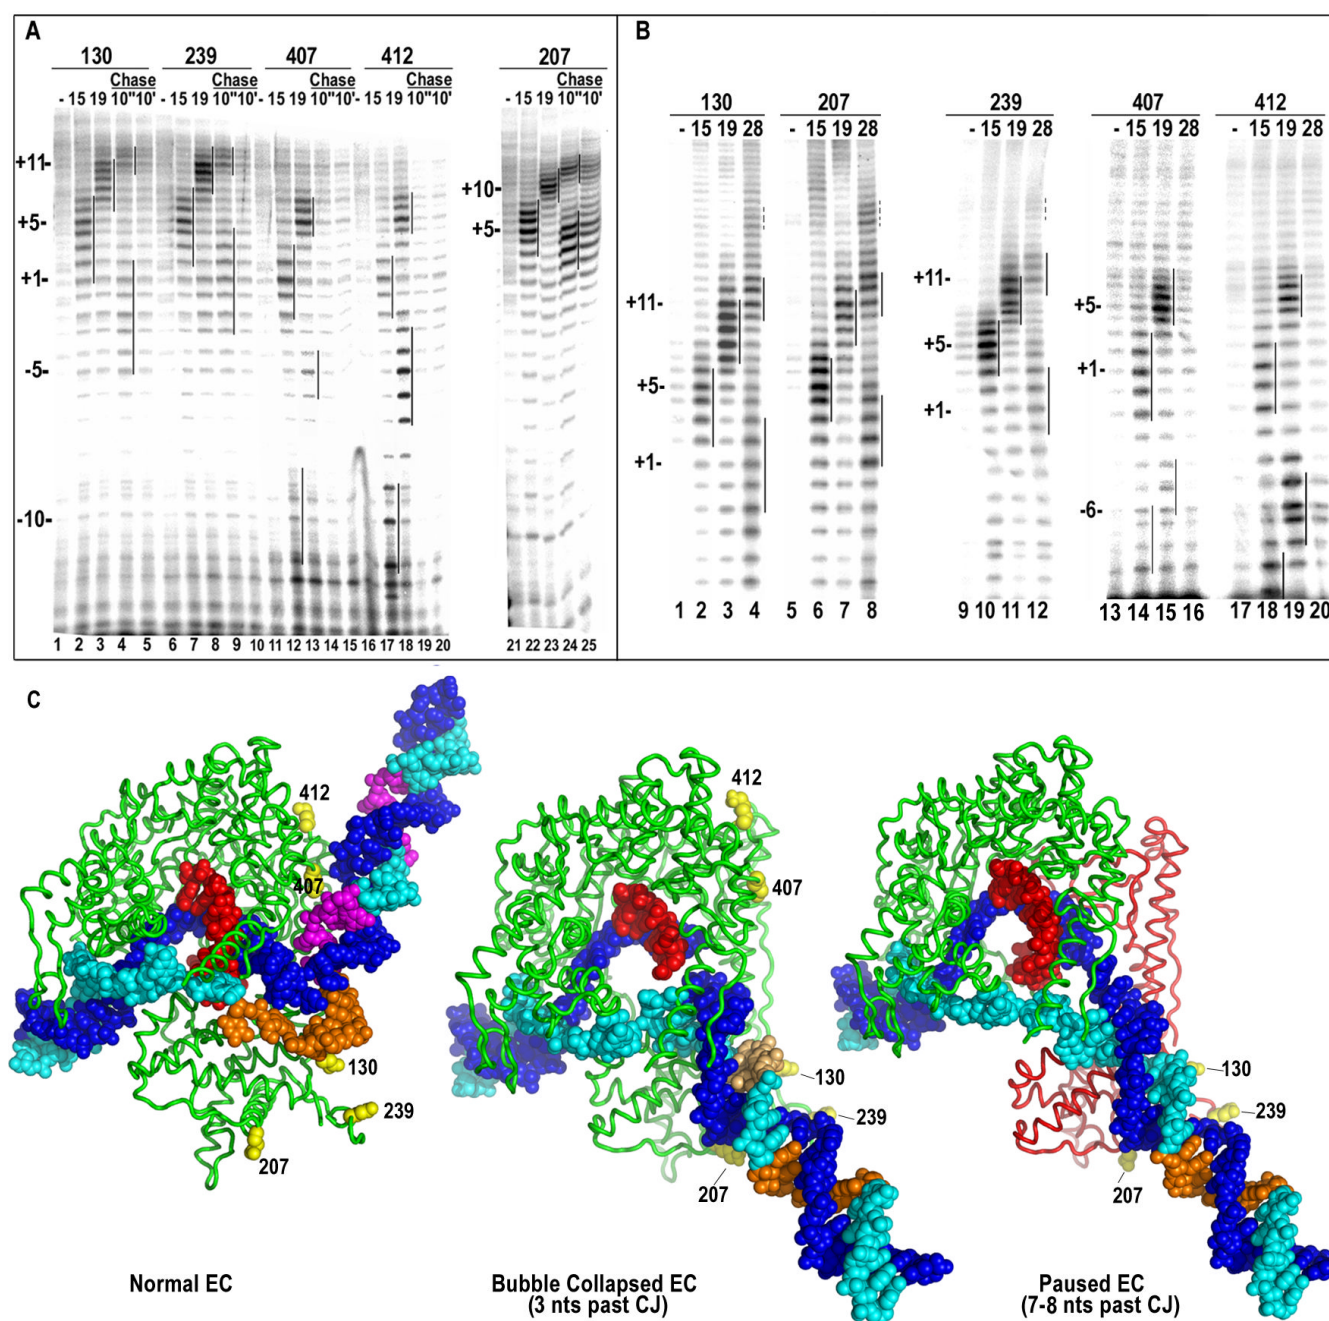 A
130 239 407 412 207
Chase Chase Chase Chase Chase
- 15 19 10" 10' - 15 19 10" 10' - 15 19 10" 10' - 15 19 10" 10' - 15 19 10" 10'
+11-
+5-
+1-
-5-
-10-
+10-
+5-
1 2 3 4 5 6 7 8 9 10 11 12 13 14 15 16 17 18 19 20 21 22 23 24 25
B
130 207 239 407 412
- 15 19 28 - 15 19 28 - 15 19 28 - 15 19 28 - 15 19 28
+11-
+5-
+1-
+11-
+5-
+1-
+5-
+1-
-6-
1 2 3 4 5 6 7 8 9 10 11 12 13 14 15 16 17 18 19 20
C
412
407
130
239
207
Normal EC
412
407
130
239
207
Bubble Collapsed EC
(3 nts past CJ)
130
239
207
Paused EC
(7-8 nts past CJ)